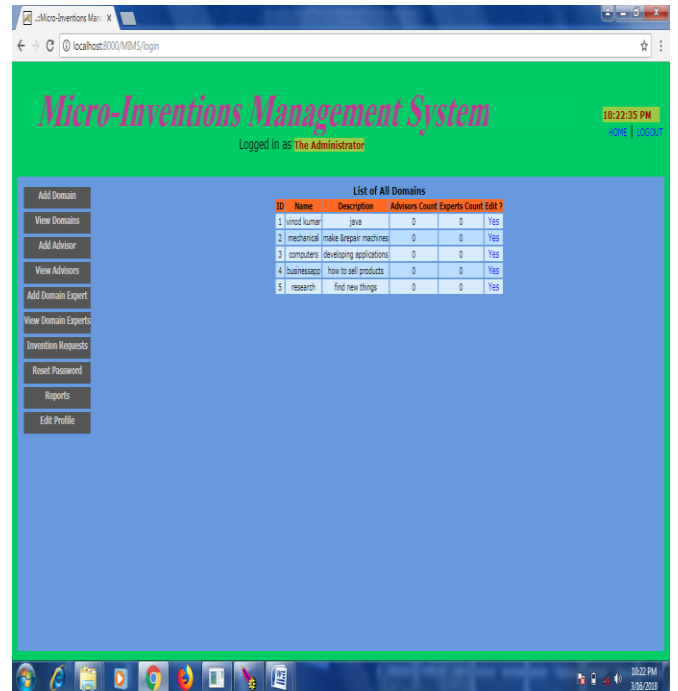 ..:Micro-Inventions Man
localhost:8000/MIMS/login
Micro-Inventions Management System
10:22:35 PM
HOME | LOGOUT
Logged in as The Administrator
Add Domain
View Domains
Add Advisor
View Advisors
Add Domain Expert
View Domain Experts
Invention Requests
Reset Password
Reports
Edit Profile
List of All Domains
ID Name Description Advisors Count Experts Count Edit ?
1 vinod kumar java 0 0 Yes
2 mechanical make &repair machines 0 0 Yes
3 computers developing applications 0 0 Yes
4 businessapp how to sell products 0 0 Yes
5 research find new things 0 0 Yes
10:22 PM
3/16/2018